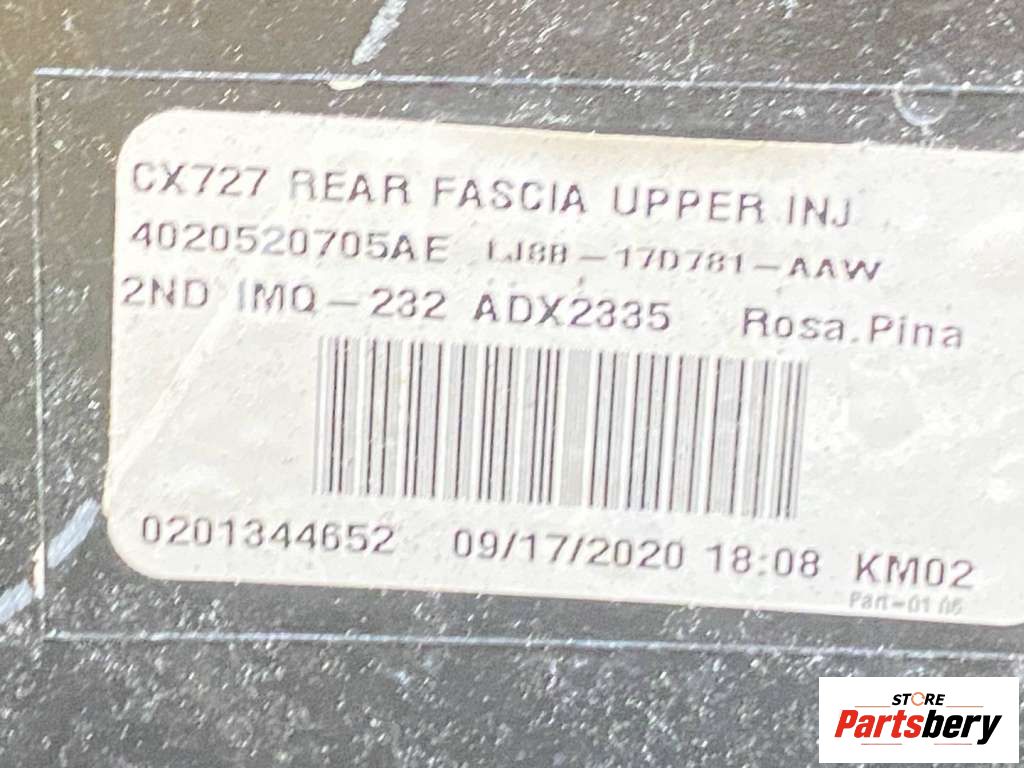 CX727 REAR FASCIA UPPER INJ
4020520705AE LJ8B-17D781-AAW
2ND IMQ-232 ADX2335 Rosa.Pina
0201344652 09/17/2020 18:08 KM02
Part-01 06
STORE
Partsbery